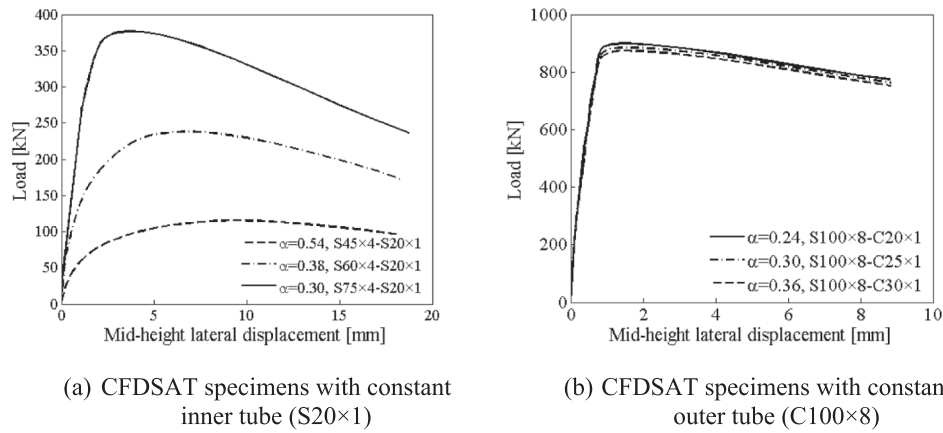 400
350
300
250
200
150
100
50
0
Load [kN]
α=0.54, S45×4-S20×1
α=0.38, S60×4-S20×1
α=0.30, S75×4-S20×1
0 5 10 15 20
Mid-height lateral displacement [mm]
(a) CFDSAT specimens with constant
inner tube (S20×1)
1000
800
600
400
200
0
Load [kN]
α=0.24, S100×8-C20×1
α=0.30, S100×8-C25×1
α=0.36, S100×8-C30×1
0 2 4 6 8 10
Mid-height lateral displacement [mm]
(b) CFDSAT specimens with constan
outer tube (C100×8)